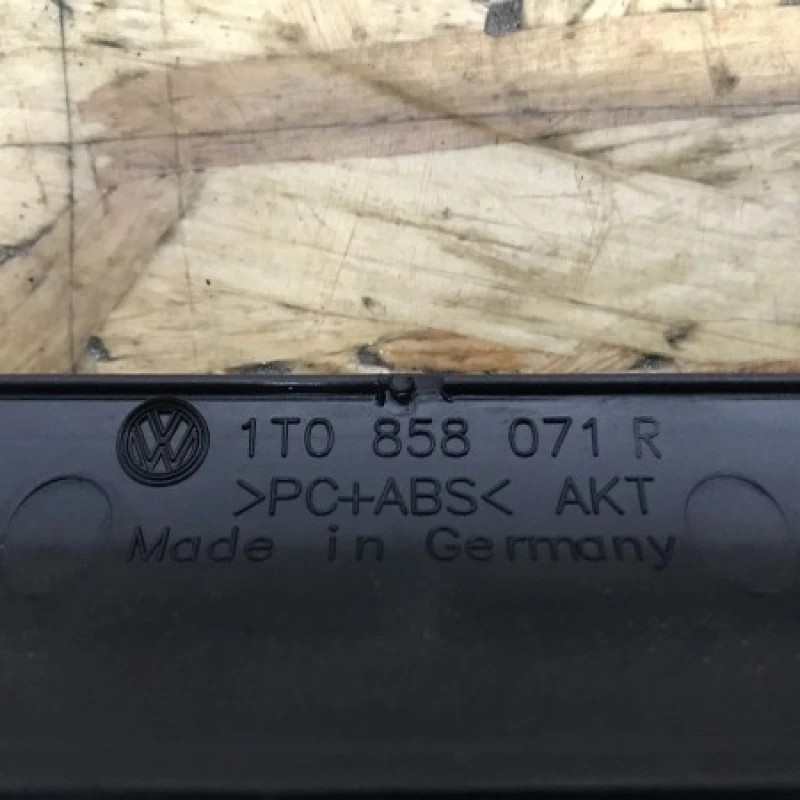 1T0 858 071 R
>PC+ABS< AKT
Made in Germany